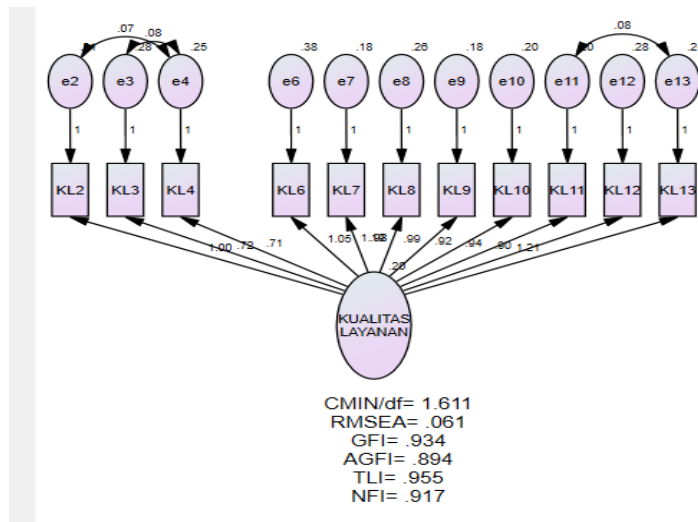 .07 .08 .08
.28 .25 .38 .18 .26 .18 .20 .28
e2 e3 e4 e6 e7 e8 e9 e10 e11 e12 e13
1 1 1 1 1 1 1 1 1 1 1
KL2 KL3 KL4 KL6 KL7 KL8 KL9 KL10 KL11 KL12 KL13
1.00 .72 .71 1.05 .99 .92 .94 1.21
.20
KUALITAS
LAYANAN
CMIN/df= 1.611
RMSEA= .061
GFI= .934
AGFI= .894
TLI= .955
NFI= .917